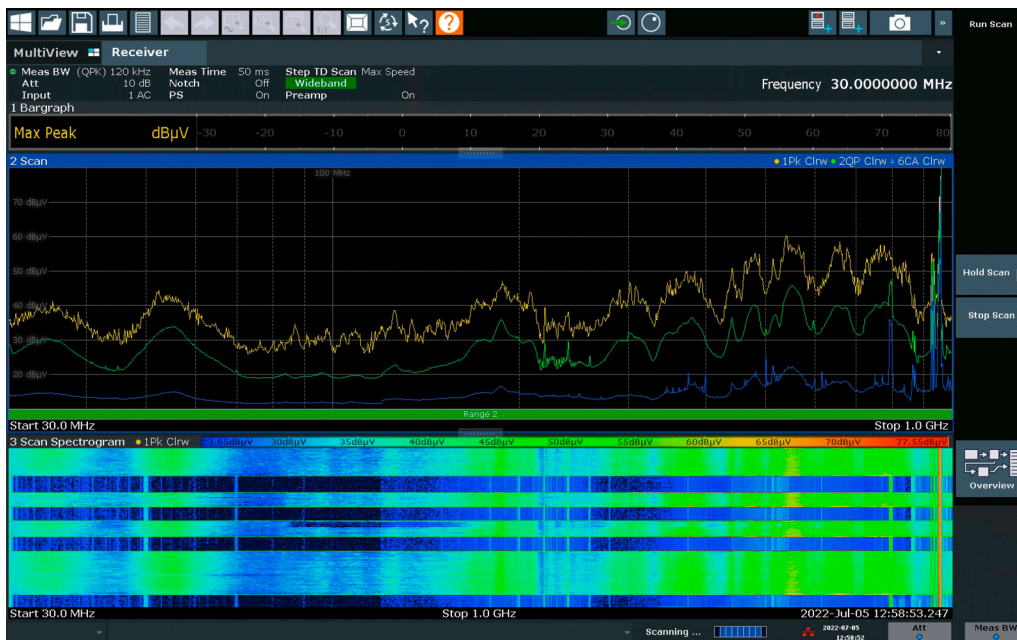 1:1
?
?
»
Run Scan
MultiView
Receiver
Meas BW (QPK) 120 kHz Meas Time 50 ms Step TD Scan Max Speed
Att 10 dB Notch Off Wideband
Input 1 AC PS On Preamp On
Frequency 30.0000000 MHz
1 Bargraph
Max Peak dBµV -30 -20 -10 0 10 20 30 40 50 60 70 80
2 Scan
1Pk Clrw 2QP Clrw 6CA Clrw
100 MHz
70 dBµV
60 dBµV
50 dBµV
40 dBµV
30 dBµV
20 dBµV
Hold Scan
Stop Scan
Range 2
Start 30.0 MHz Stop 1.0 GHz
3 Scan Spectrogram 1Pk Clrw 23.65dBµV 30dBµV 35dBµV 40dBµV 45dBµV 50dBµV 55dBµV 60dBµV 65dBµV 70dBµV 77.55dBµV
Overview
Start 30.0 MHz Stop 1.0 GHz 2022-Jul-05 12:58:53.247
Scanning ...
2022-07-05
12:58:52
Att
Meas BW